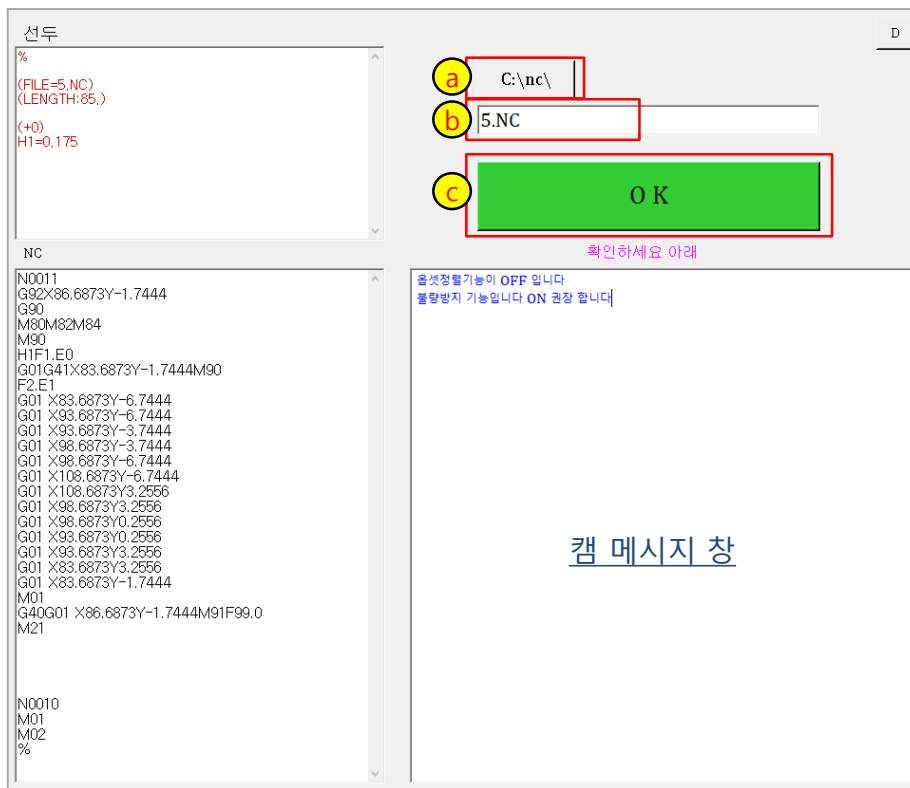 선두
D
%
(FILE=5,NC)
(LENGTH:85,)
(+0)
H1=0,175
a
C:\nc\
b
5.NC
c
O K
확인하세요 아래
NC
N0011
G92X86.6873Y-1.7444
G90
M80M82M84
M90
H1F1.E0
G01G41X83.6873Y-1.7444M90
F2.E1
G01 X83.6873Y-6.7444
G01 X93.6873Y-6.7444
G01 X93.6873Y-3.7444
G01 X98.6873Y-3.7444
G01 X98.6873Y-6.7444
G01 X108.6873Y-6.7444
G01 X108.6873Y3.2556
G01 X98.6873Y3.2556
G01 X98.6873Y0.2556
G01 X93.6873Y0.2556
G01 X93.6873Y3.2556
G01 X83.6873Y3.2556
G01 X83.6873Y-1.7444
M01
G40G01 X86.6873Y-1.7444M91F99.0
M21
N0010
M01
M02
%
옵셋정렬기능이 OFF 입니다
불량방지 기능입니다 ON 권장 합니다
캠 메시지 창